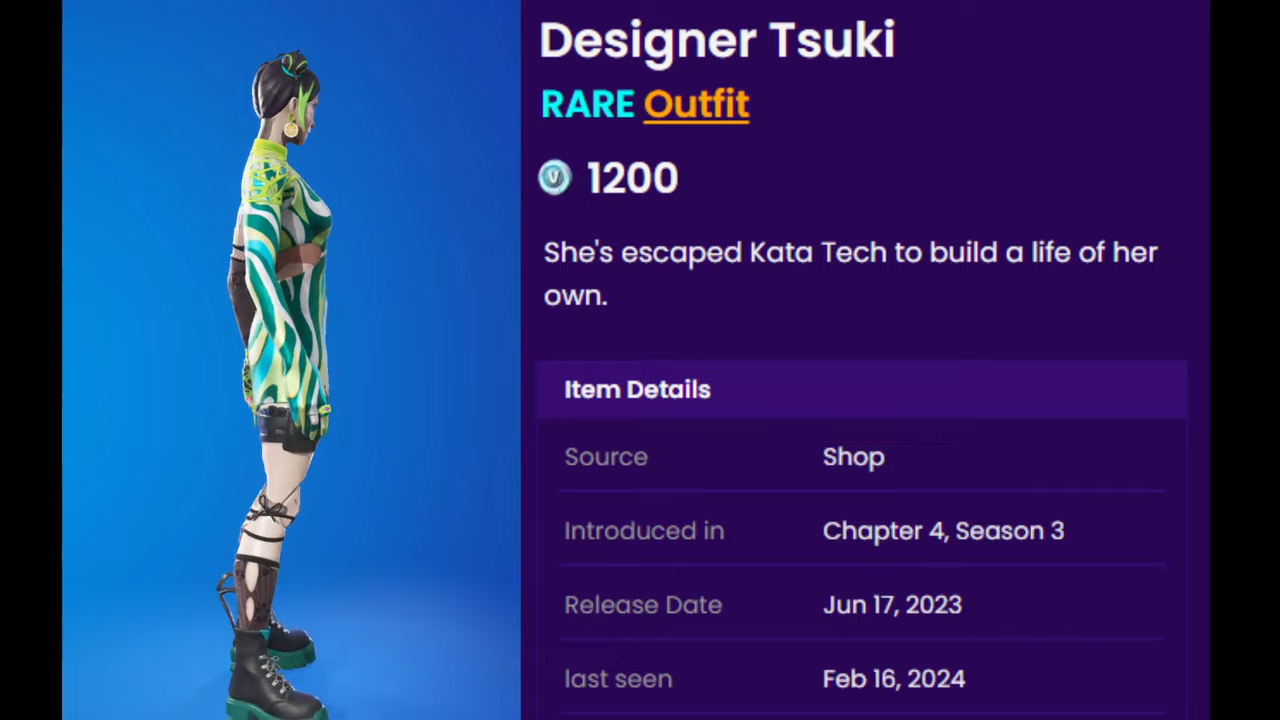 Designer Tsuki
RARE Outfit
V 1200
She's escaped Kata Tech to build a life of her
own.
Item Details
Source Shop
Introduced in Chapter 4, Season 3
Release Date Jun 17, 2023
last seen Feb 16, 2024